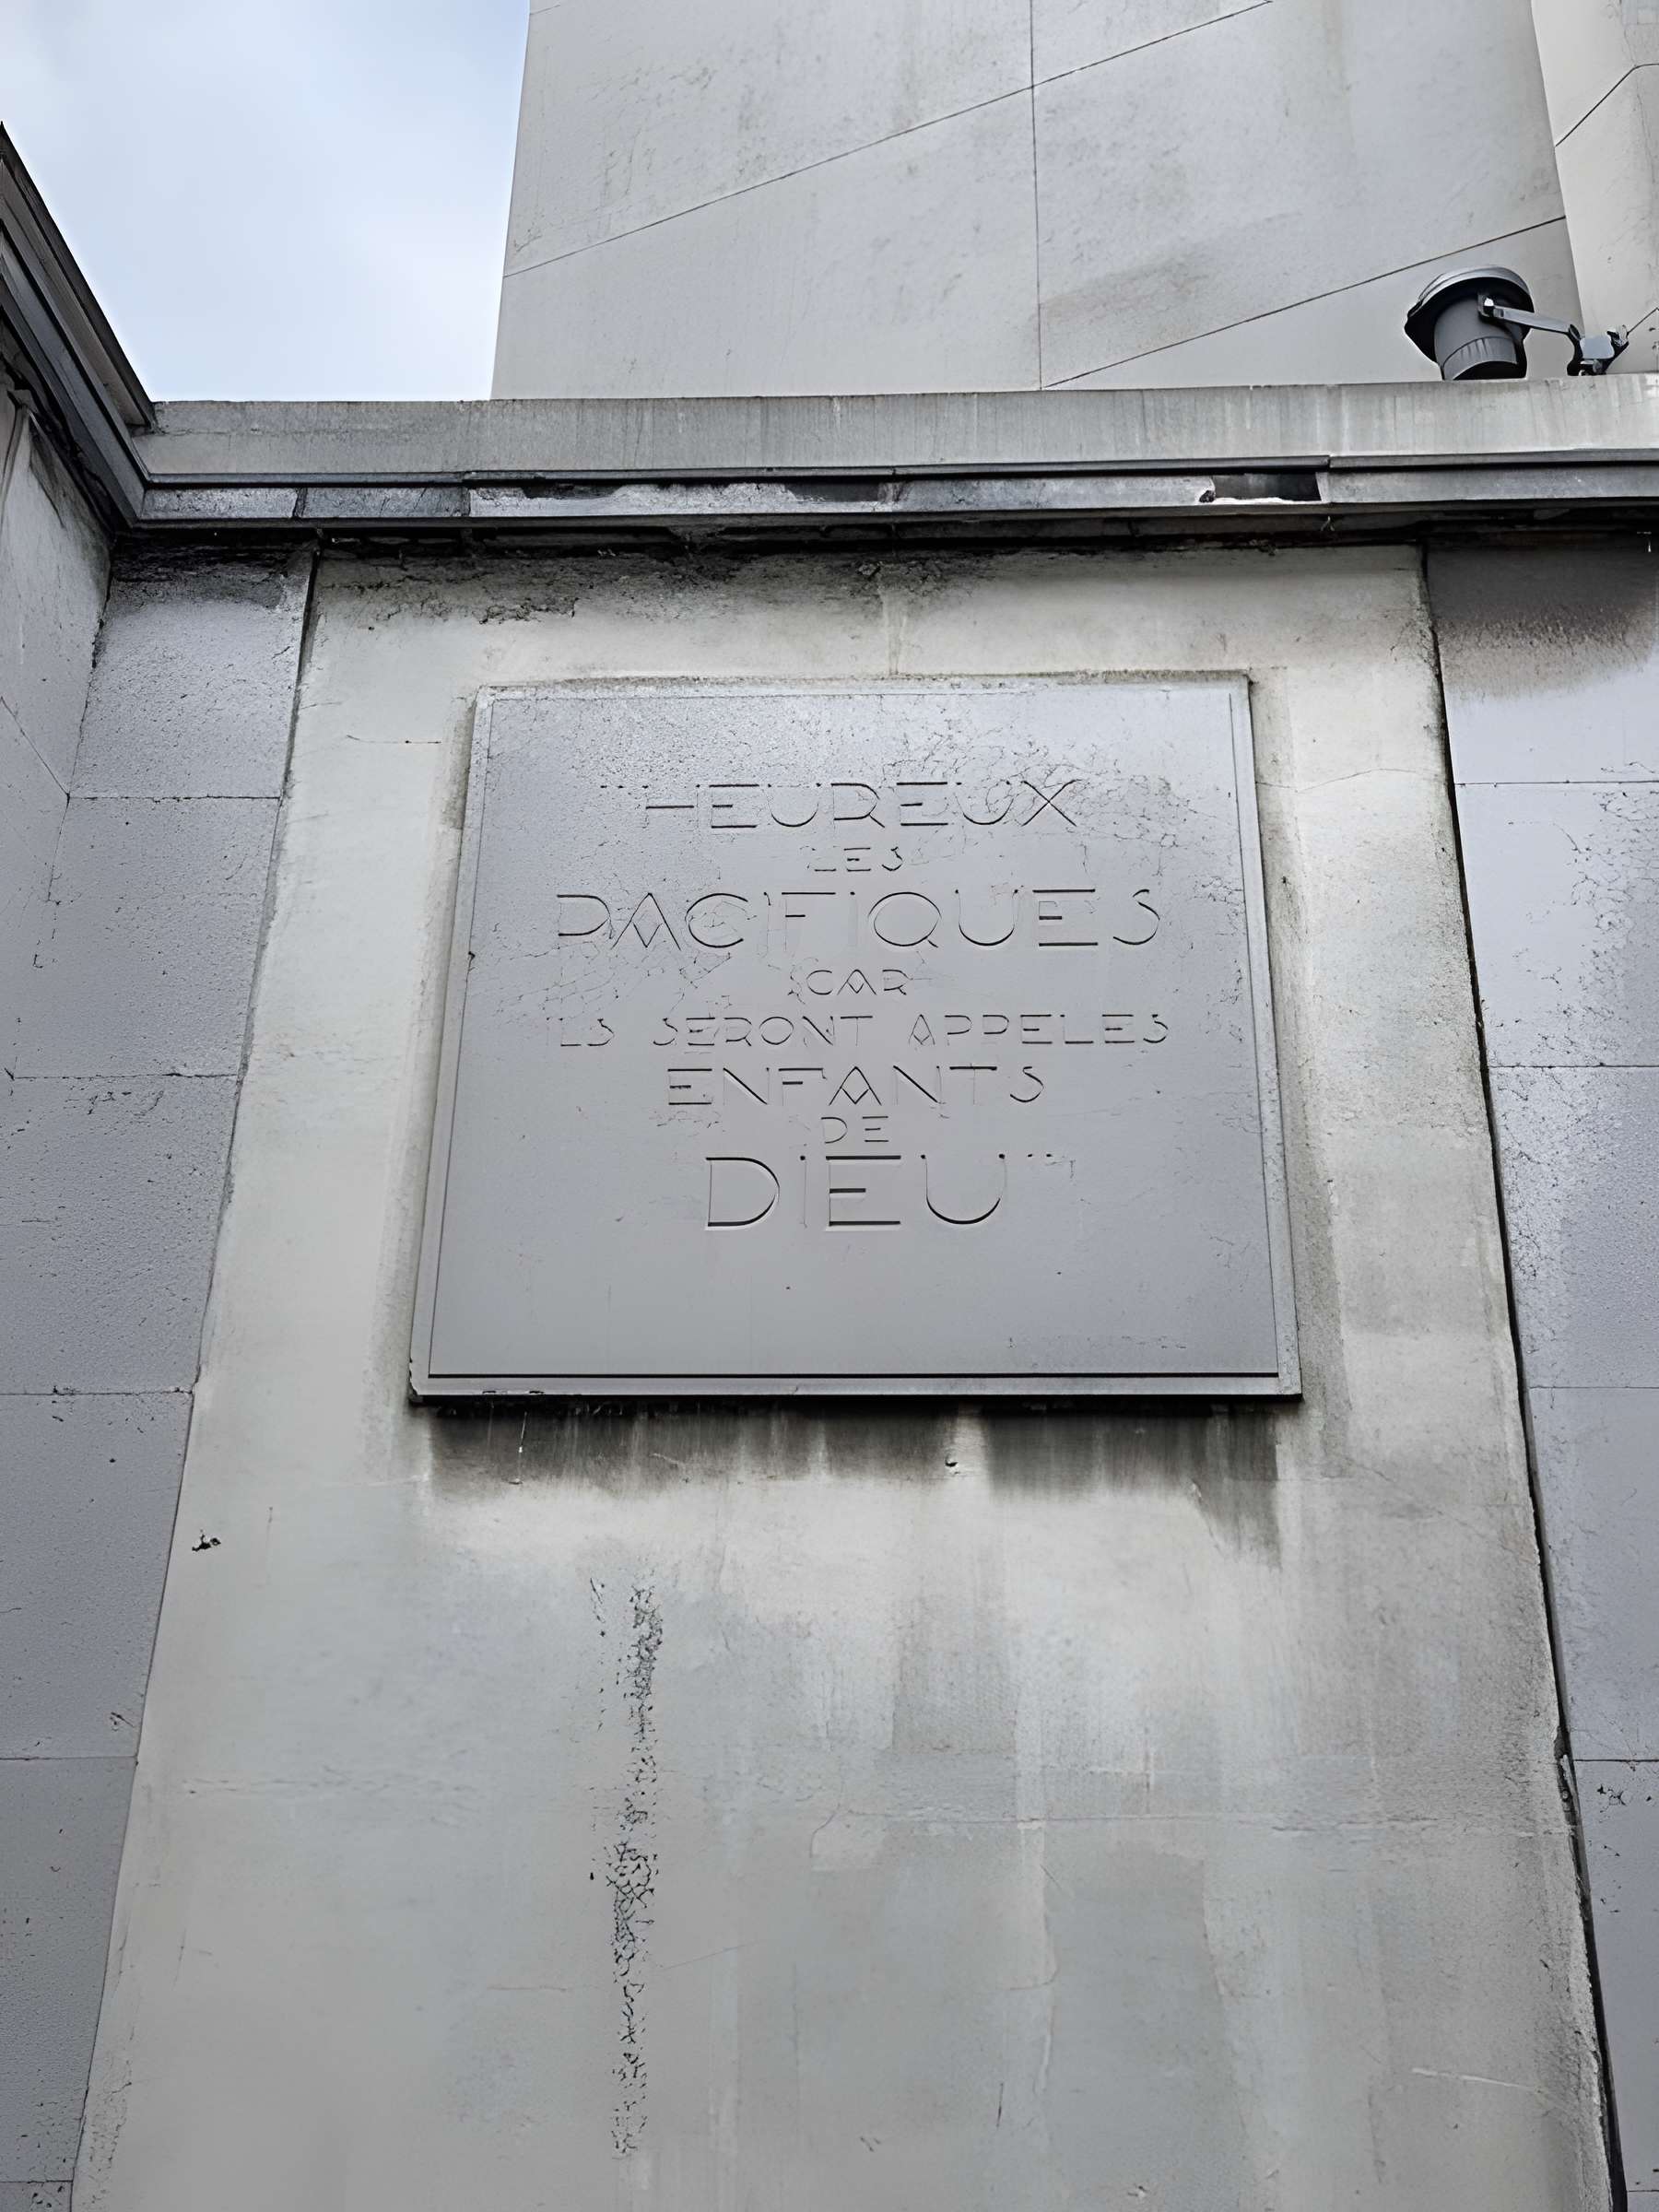 "HEUREUX
LES
PACIFIQUES
CAR
ILS SERONT APPELES
ENFANTS
DE
DIEU"